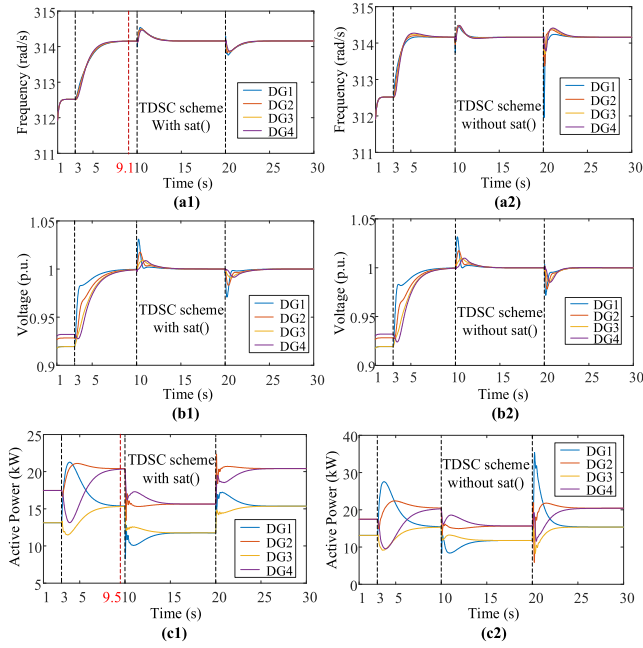 Frequency (rad/s)
315
314
313
312
311
TDSC scheme
With sat()
DG1
DG2
DG3
DG4
1 3 5 9.1 10 15 20 25 30
Time (s)
(a1)
Frequency (rad/s)
315
314
313
312
311
TDSC scheme
without sat()
DG1
DG2
DG3
DG4
1 3 5 10 15 20 25 30
Time (s)
(a2)
Voltage (p.u.)
1.05
1
0.95
0.9
TDSC scheme
with sat()
DG1
DG2
DG3
DG4
1 3 5 10 15 20 25 30
Time (s)
(b1)
Voltage (p.u.)
1.05
1
0.95
0.9
TDSC scheme
without sat()
DG1
DG2
DG3
DG4
1 3 5 10 15 20 25 30
Time (s)
(b2)
Active Power (kW)
25
20
15
10
5
TDSC scheme
with sat()
DG1
DG2
DG3
DG4
1 3 5 9.5 10 15 20 25 30
Time (s)
(c1)
Active Power (kW)
40
30
20
10
0
TDSC scheme
without sat()
DG1
DG2
DG3
DG4
1 3 5 10 15 20 25 30
Time (s)
(c2)